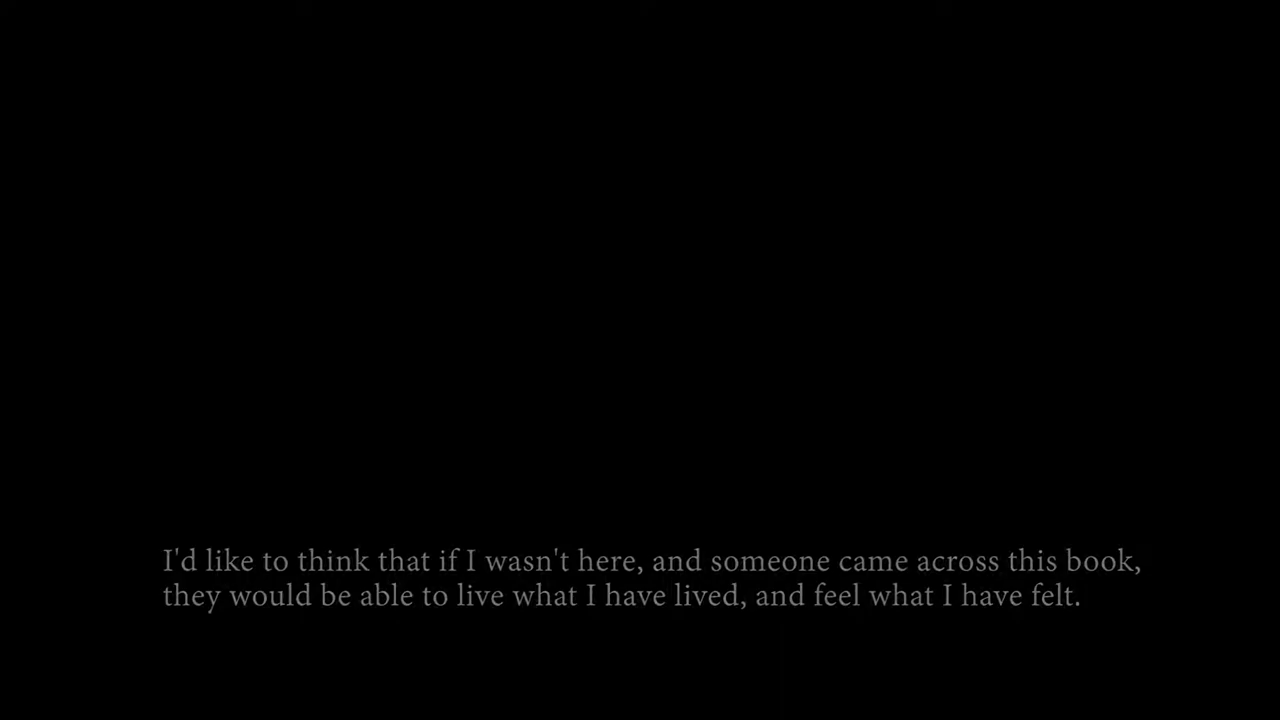 I'd like to think that if I wasn't here, and someone came across this book,
they would be able to live what I have lived, and feel what I have felt.